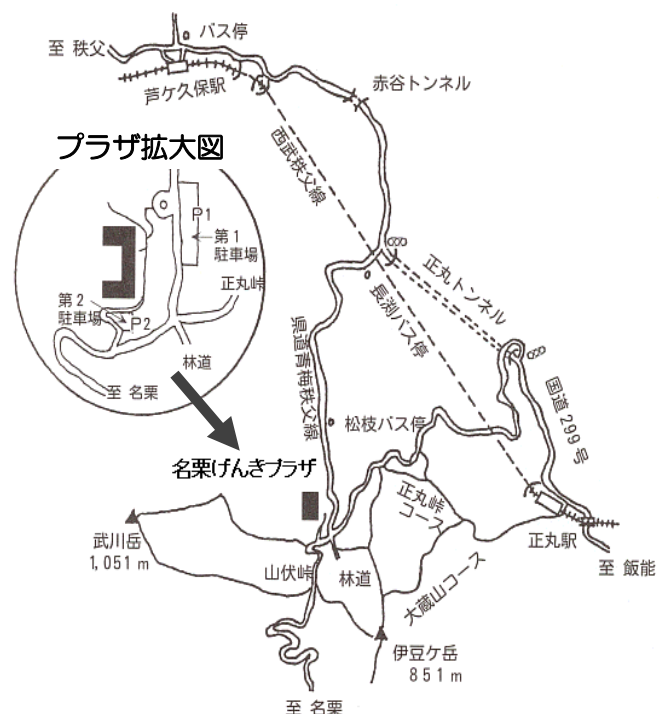 バス停
至 秩父
芦ケ久保駅
赤谷トンネル
プラザ拡大図
西武秩父線
P1
第1
駐車場
正丸峠
第2
駐車場
P2
林道
至 名栗
正丸トンネル
長渕バス停
県道青梅秩父線
国道299号
松枝バス停
名栗げんきプラザ
正丸峠
コース
武川岳
1,051m
正丸駅
山伏峠
林道
大蔵山コース
至 飯能
伊豆ケ岳
851m
至 名栗